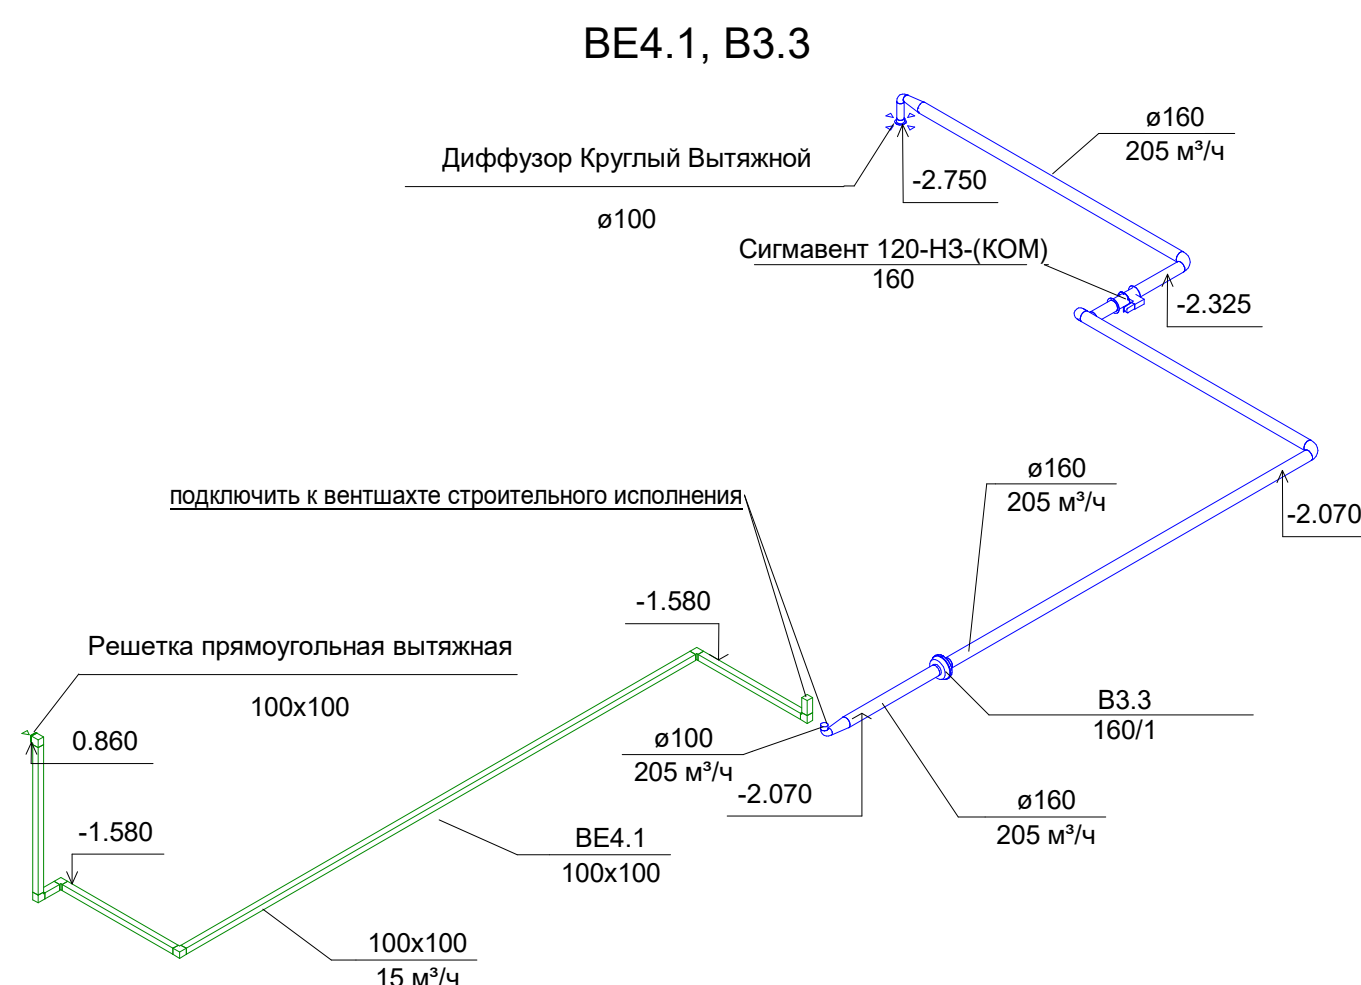 ВЕ4.1, В3.3
ø160
205 м³/ч
Диффузор Круглый Вытяжной
ø100
-2.750
Сигмавент 120-НЗ-(КОМ)
160
-2.325
ø160
205 м³/ч
подключить к вентшахте строительного исполнения
-2.070
-1.580
Решетка прямоугольная вытяжная
100x100
0.860
ø100
205 м³/ч
В3.3
160/1
-2.070
ø160
205 м³/ч
-1.580
ВЕ4.1
100x100
100x100
15 м³/ч